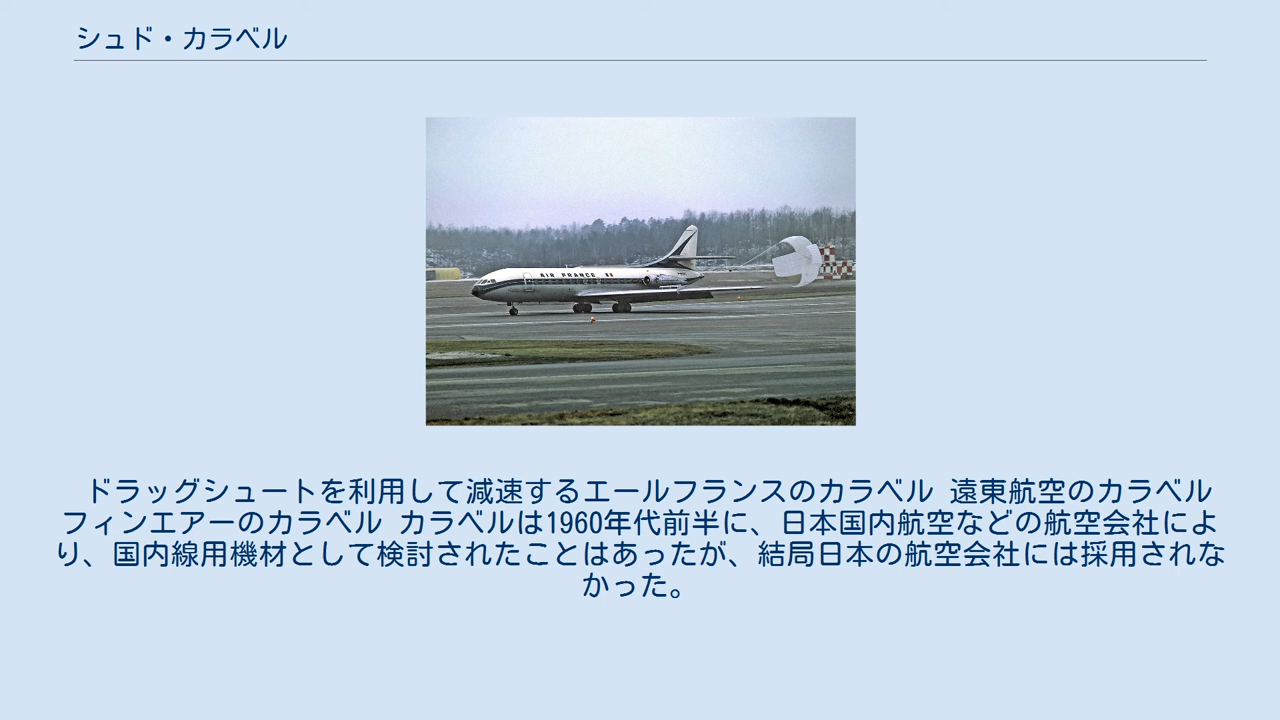 シュド・カラベル
AIR FRANCE
ドラッグシュートを利用して減速するエールフランスのカラベル 遠東航空のカラベル
フィンエアーのカラベル カラベルは1960年代前半に、日本国内航空などの航空会社によ
り、国内線用機材として検討されたことはあったが、結局日本の航空会社には採用されな
かった。